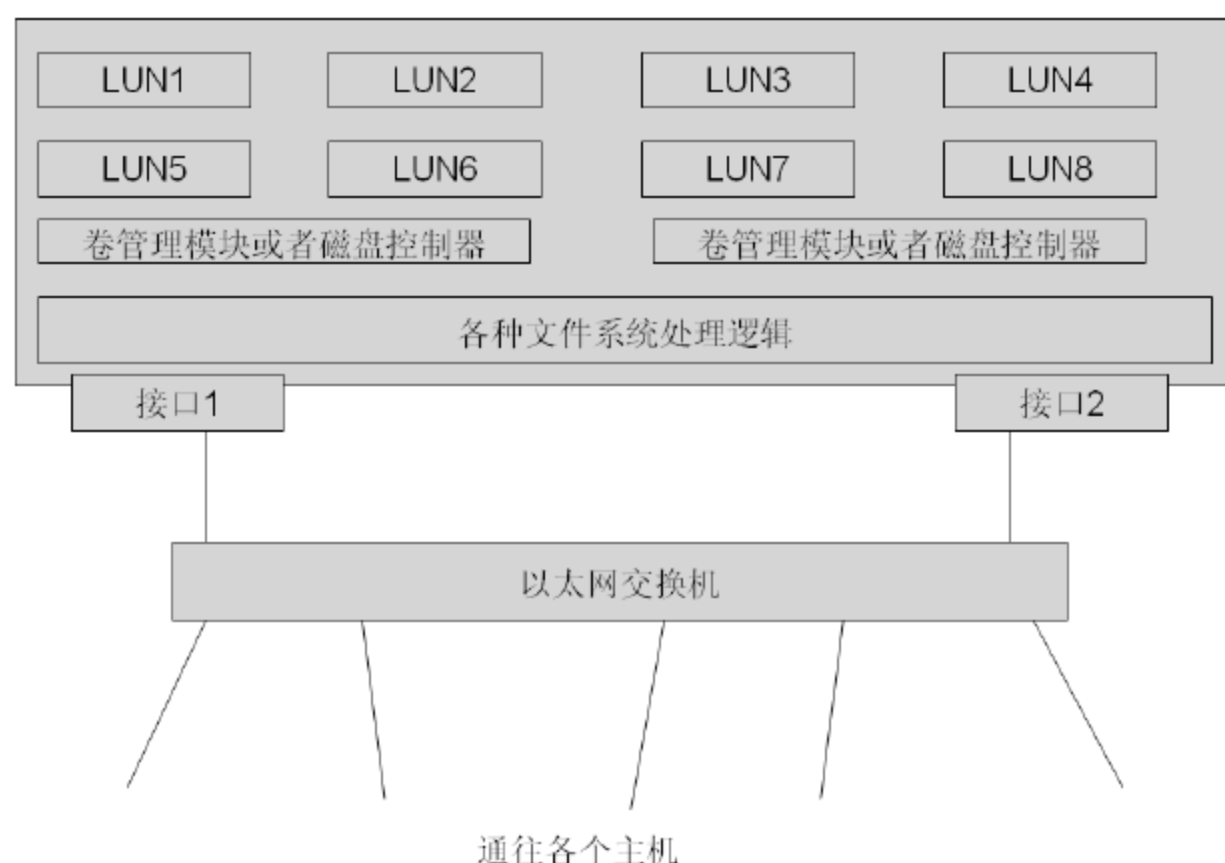 LUN1 LUN2 LUN3 LUN4
LUN5 LUN6 LUN7 LUN8
卷管理模块或者磁盘控制器 卷管理模块或者磁盘控制器
各种文件系统处理逻辑
接口1 接口2
以太网交换机
通往各个主机